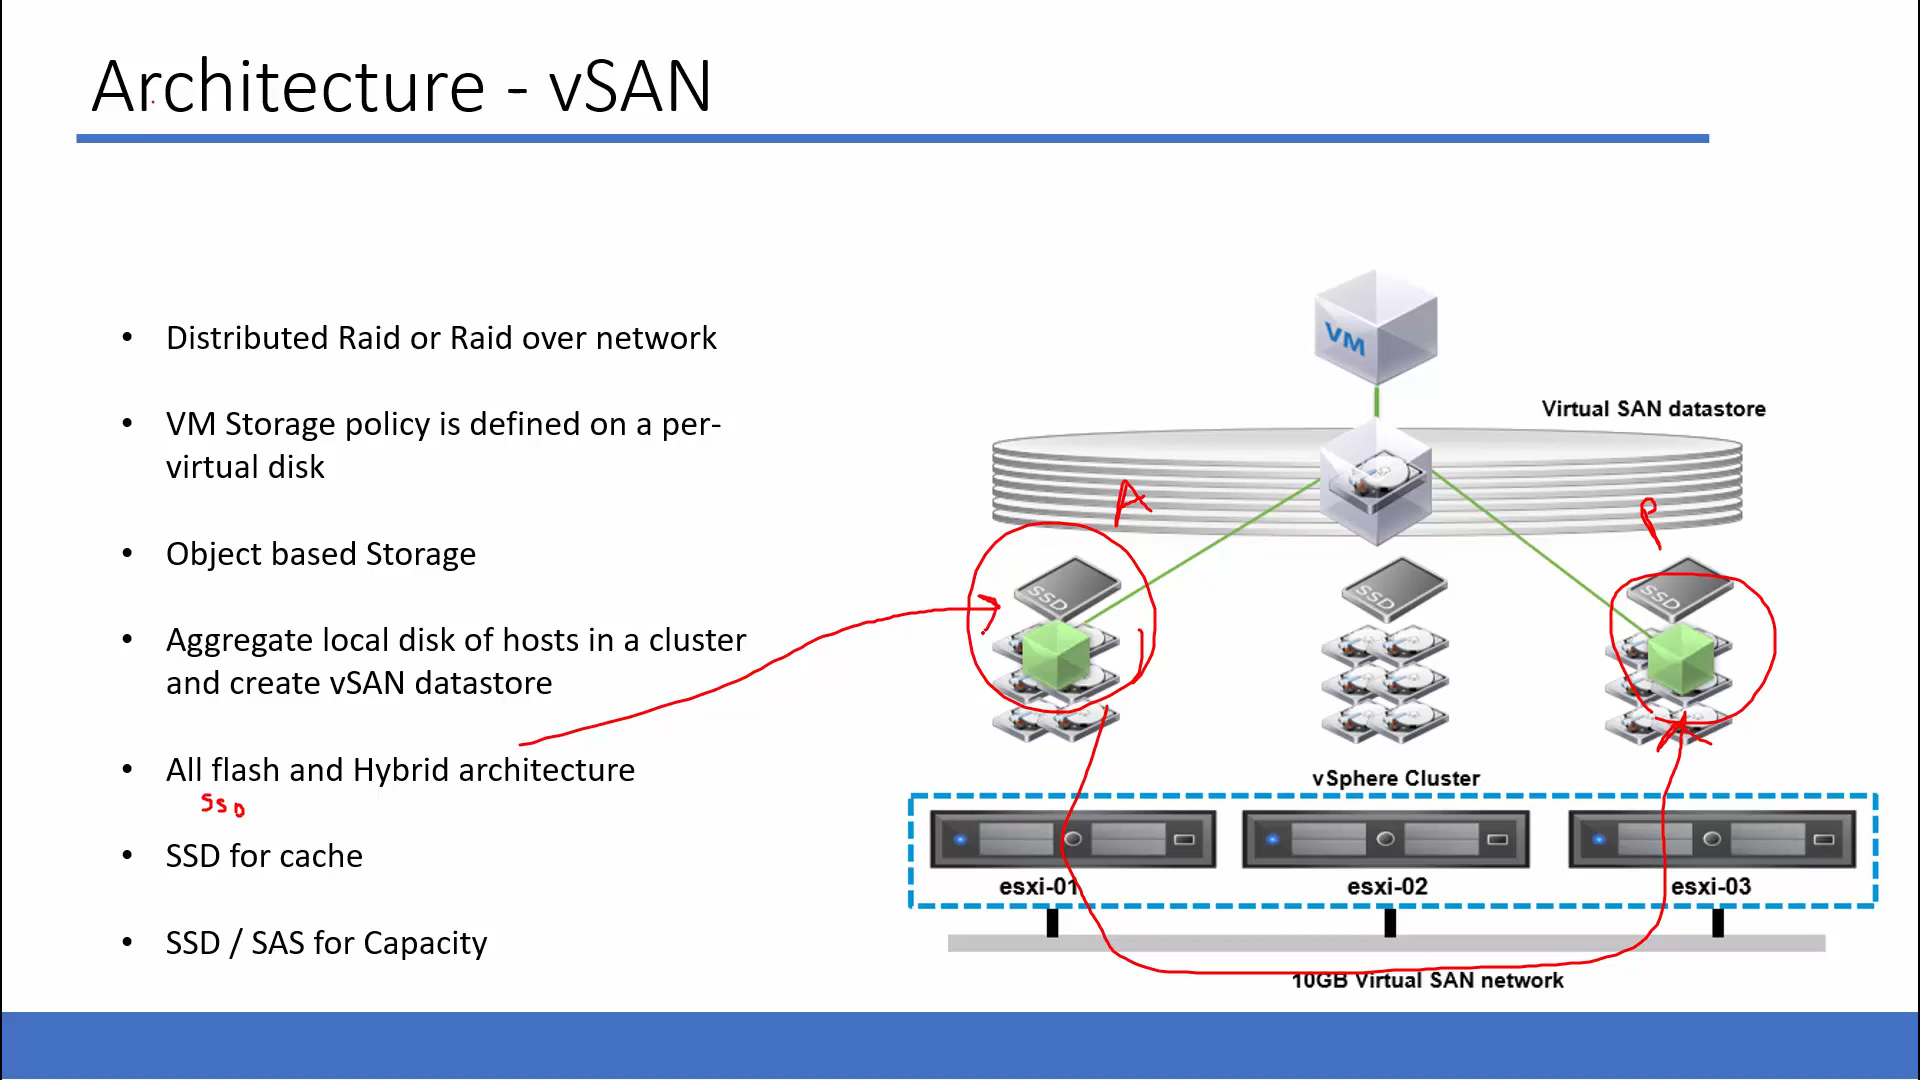 Architecture - vSAN
• Distributed Raid or Raid over network
• VM Storage policy is defined on a per-
virtual disk
• Object based Storage
• Aggregate local disk of hosts in a cluster
and create vSAN datastore
• All flash and Hybrid architecture
SSD
• SSD for cache
• SSD / SAS for Capacity
VM
Virtual SAN datastore
A
P
SSD
SSD
SSD
vSphere Cluster
esxi-01
esxi-02
esxi-03
10GB Virtual SAN network